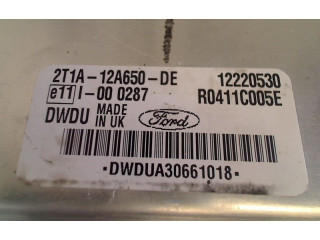 2T1A-12A650-DE 12220530
e11 I-00 0287 R0411C005E
DWDU MADE IN UK Ford
·DWDUA30661018·